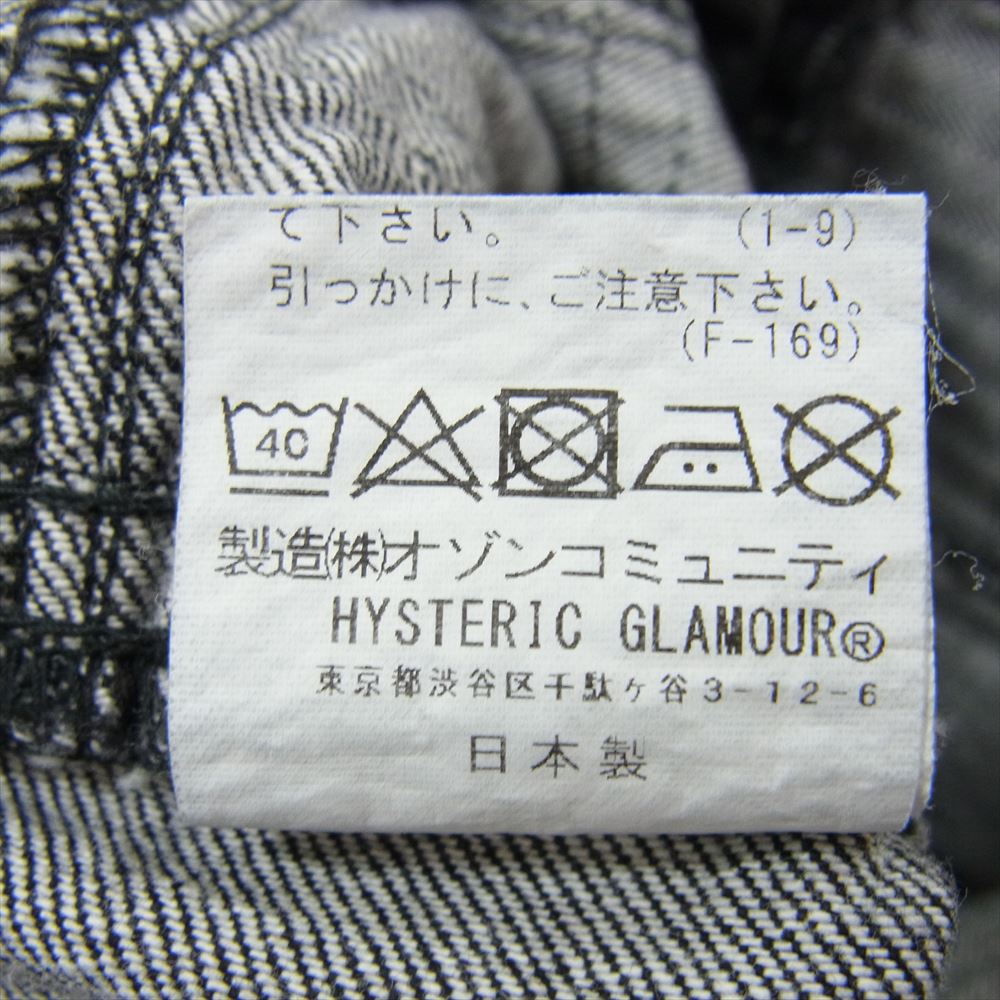 て下さい。 (1-9)
引っかけに、ご注意下さい。
(F-169)
40
製造(株)オゾンコミュニティ
HYSTERIC GLAMOUR®
東京都渋谷区千駄ヶ谷3-12-6
日本製